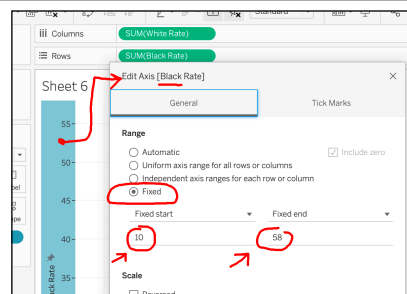 Standard
Columns
SUM(White Rate)
Rows
SUM(Black Rate)
Sheet 6
Edit Axis [Black Rate]
General
Tick Marks
Range
Automatic
Include zero
Uniform axis range for all rows or columns
Independent axis ranges for each row or column
Fixed
Fixed start
Fixed end
10
58
Scale
Reversed
55
50
45
40
35
ck Rate